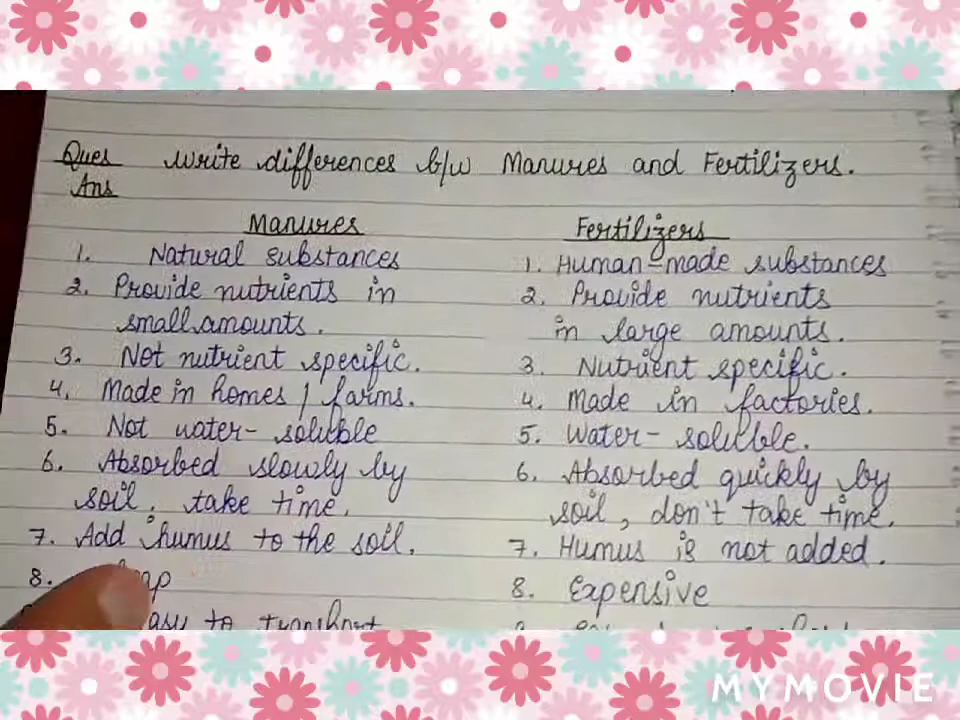 Ques Write differences b/w Manures and Fertilizers.
Ans
Manures
1. Natural substances
2. Provide nutrients in
small amounts.
3. Not nutrient specific.
4. Made in homes / farms.
5. Not water-soluble
6. Absorbed slowly by
soil, take time.
7. Add humus to the soil.
8.
to transport
Fertilizers
1. Human-made substances
2. Provide nutrients
in large amounts.
3. Nutrient specific.
4. Made in factories.
5. Water-soluble.
6. Absorbed quickly by
soil, don't take time.
7. Humus is not added.
8. Expensive
MYMOVIE